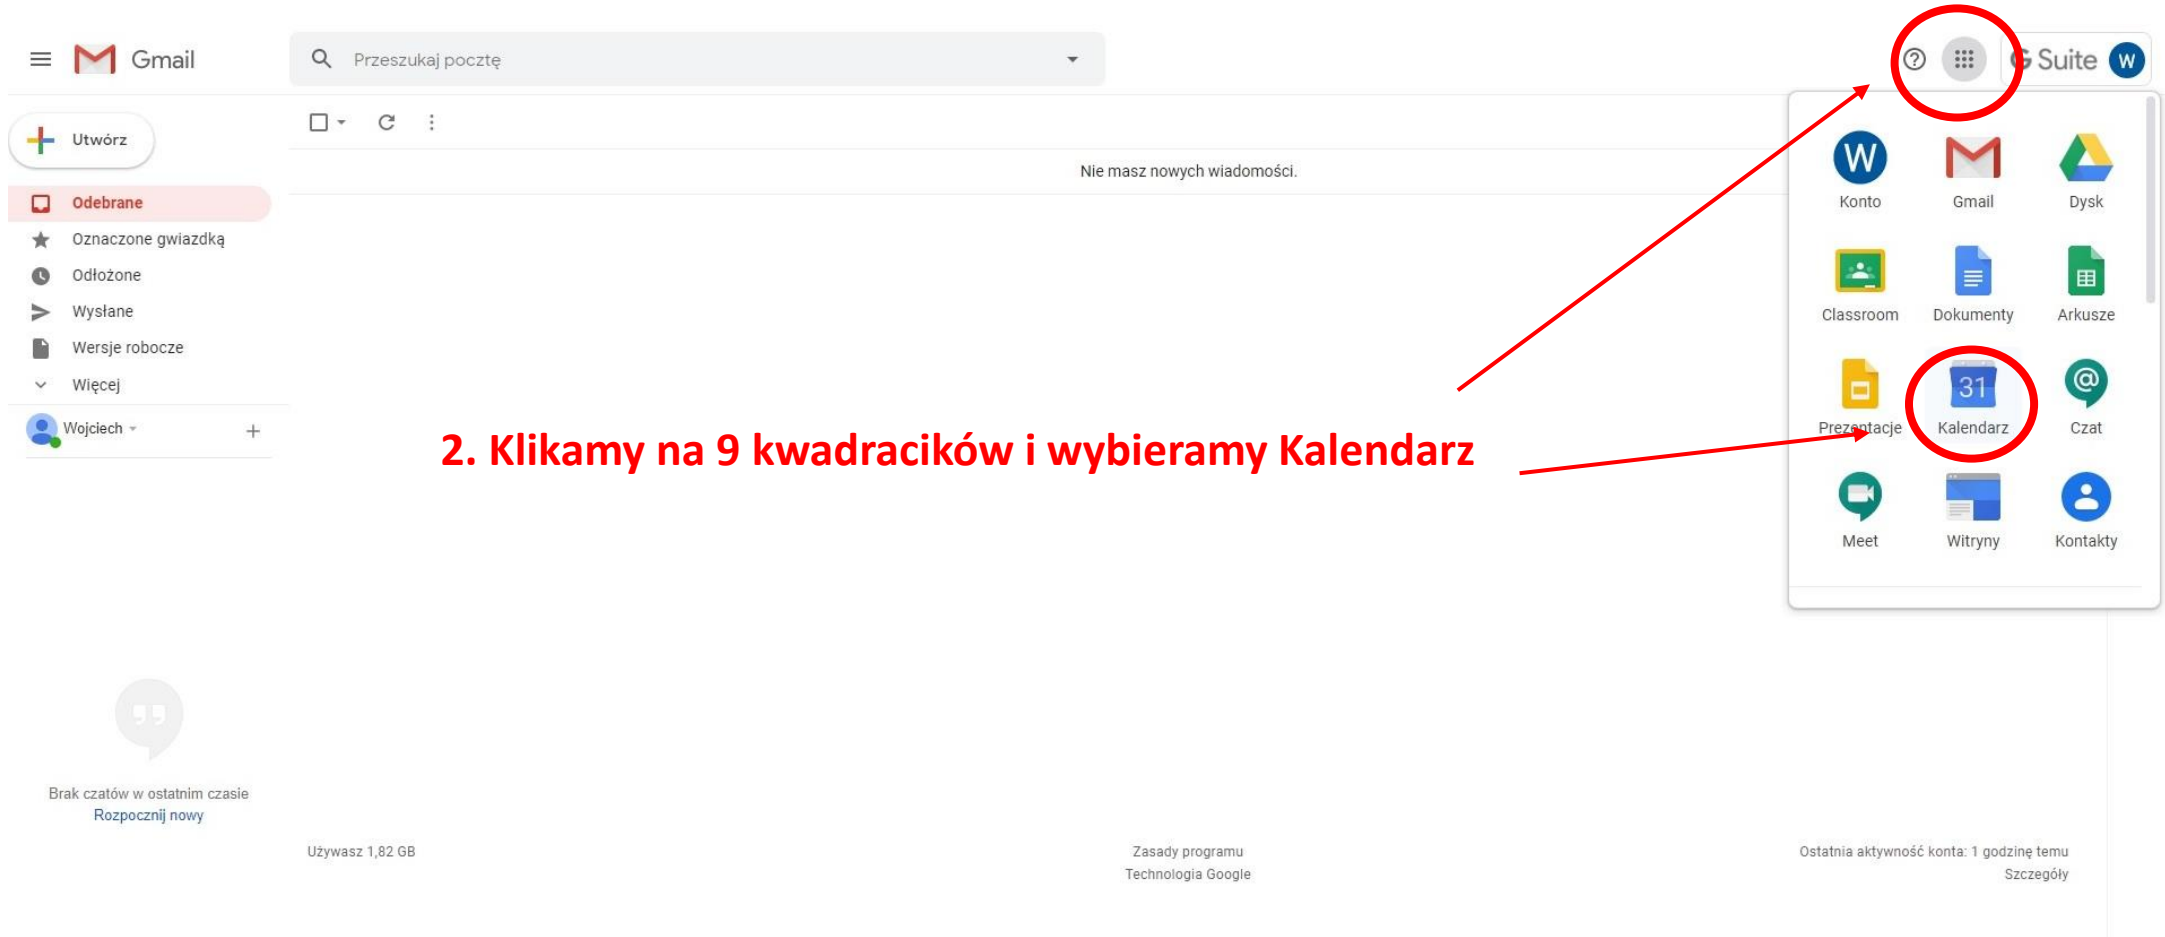 Gmail
Przeszukaj pocztę
G Suite W
Utwórz
Nie masz nowych wiadomości.
Odebrane
Oznaczone gwiazdką
Odłożone
Wysłane
Wersje robocze
Więcej
Wojciech
W
Konto Gmail Dysk
Classroom Dokumenty Arkusze
31 @
Prezentacje Kalendarz Czat
Meet Witryny Kontakty
2. Klikamy na 9 kwadracików i wybieramy Kalendarz
Brak czatów w ostatnim czasie
Rozpocznij nowy
Używasz 1,82 GB
Zasady programu
Technologia Google
Ostatnia aktywność konta: 1 godzinę temu
Szczegóły